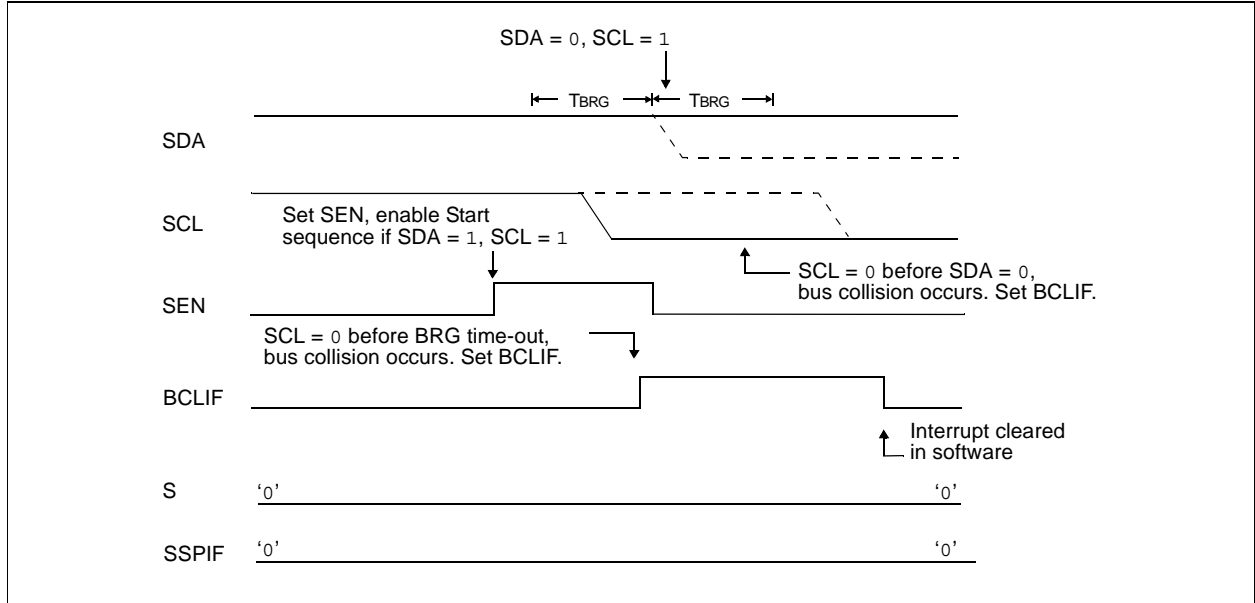 SDA = 0, SCL = 1
TBRG TBRG
SDA
SCL
Set SEN, enable Start
sequence if SDA = 1, SCL = 1
SCL = 0 before SDA = 0,
bus collision occurs. Set BCLIF.
SEN
SCL = 0 before BRG time-out,
bus collision occurs. Set BCLIF.
BCLIF
Interrupt cleared
in software
S ‘0’ ‘0’
SSPIF ‘0’ ‘0’